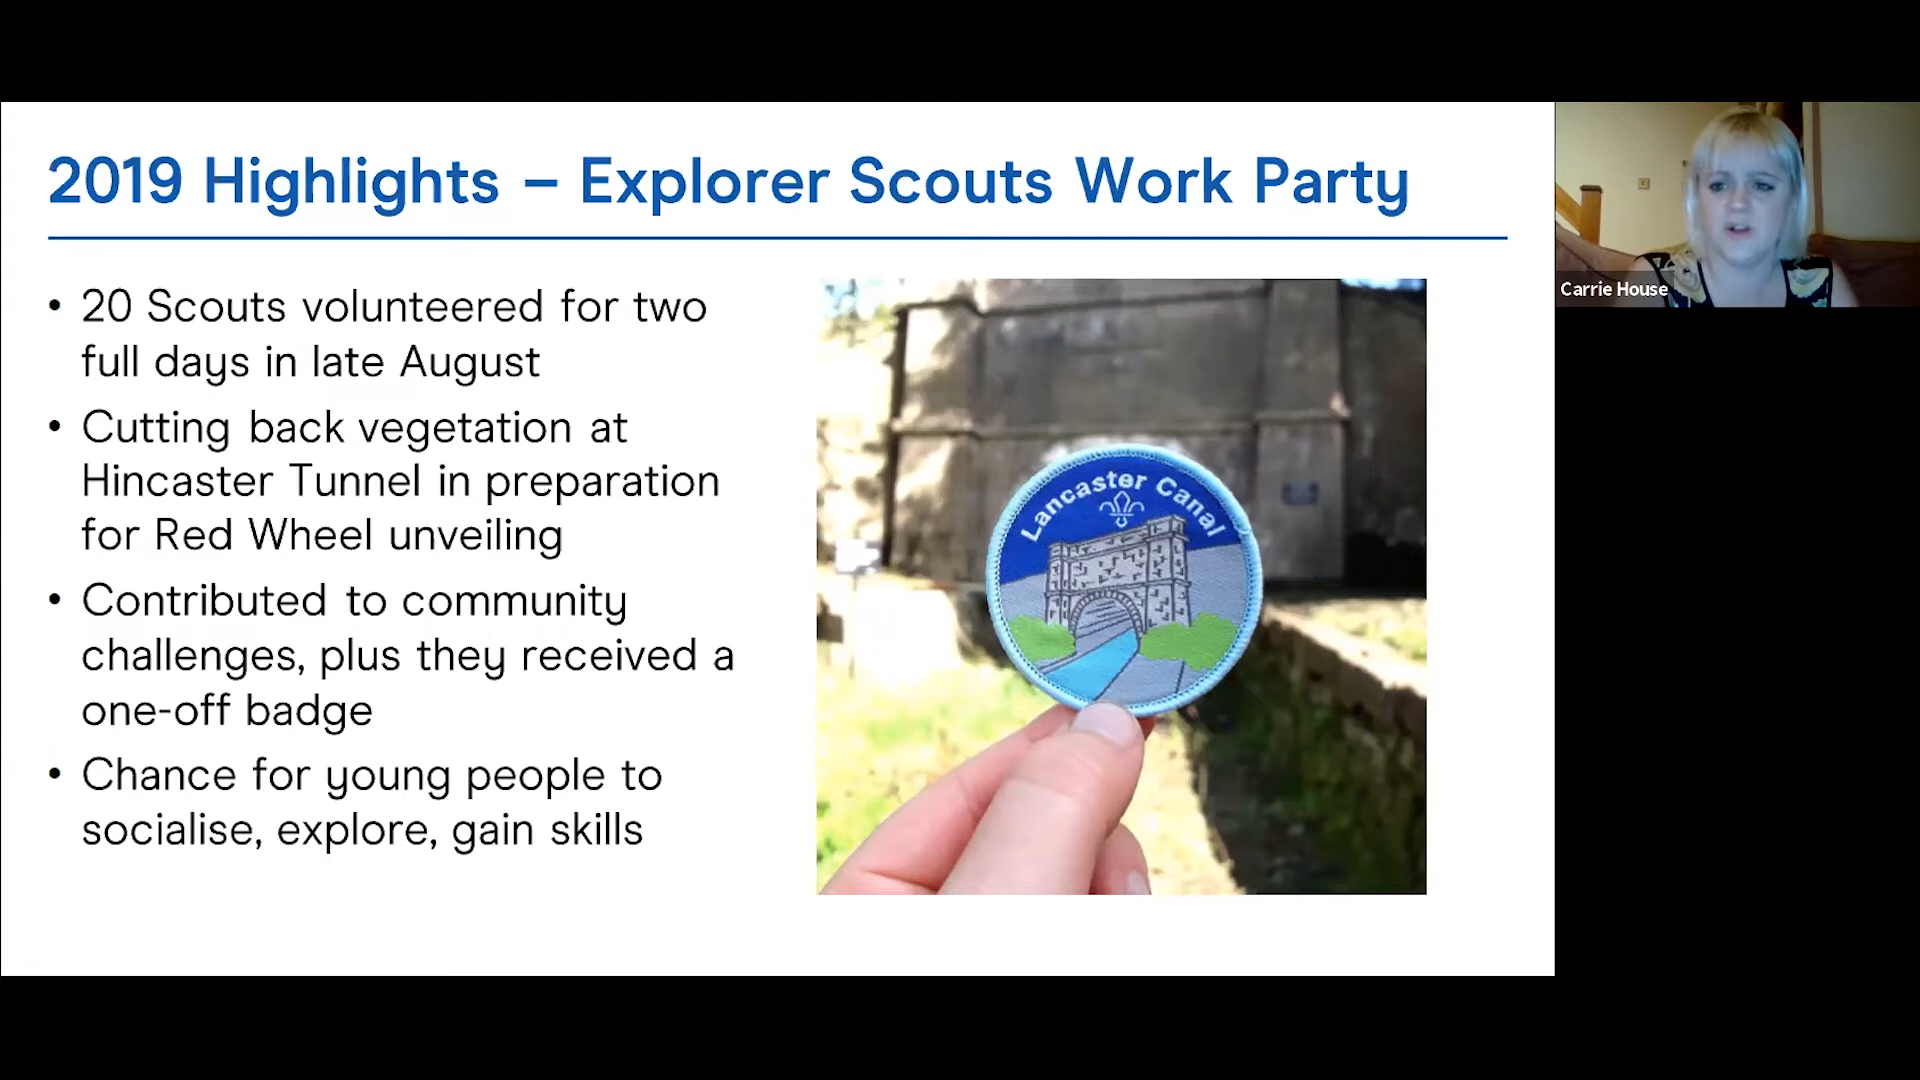 2019 Highlights – Explorer Scouts Work Party
• 20 Scouts volunteered for two
full days in late August
• Cutting back vegetation at
Hincaster Tunnel in preparation
for Red Wheel unveiling
• Contributed to community
challenges, plus they received a
one-off badge
• Chance for young people to
socialise, explore, gain skills
Lancaster Canal
Carrie House